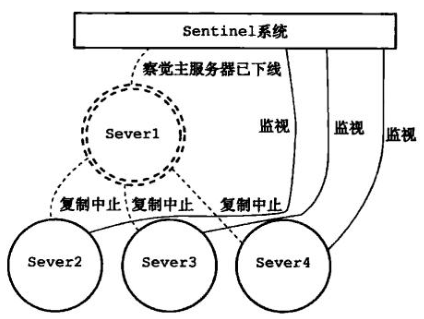 Sentinel系统
察觉主服务器已下线
Sever1
监视
监视
监视
复制中止
复制中止
复制中止
Sever2
Sever3
Sever4